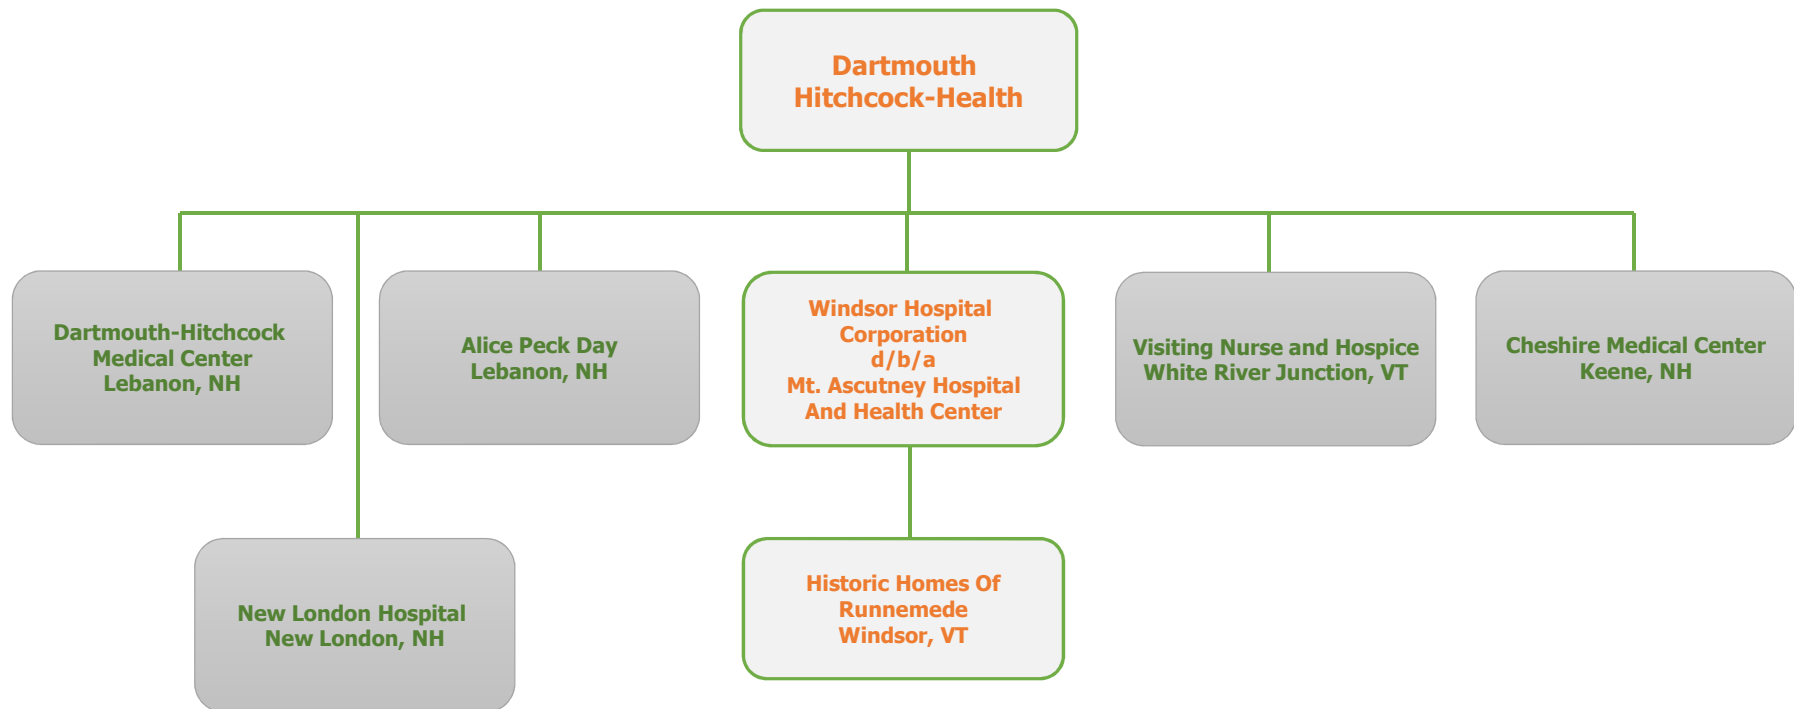 Dartmouth
Hitchcock-Health
Dartmouth-Hitchcock
Medical Center
Lebanon, NH
Alice Peck Day
Lebanon, NH
Windsor Hospital
Corporation
d/b/a
Mt. Ascutney Hospital
And Health Center
Visiting Nurse and Hospice
White River Junction, VT
Cheshire Medical Center
Keene, NH
New London Hospital
New London, NH
Historic Homes Of
Runnemede
Windsor, VT